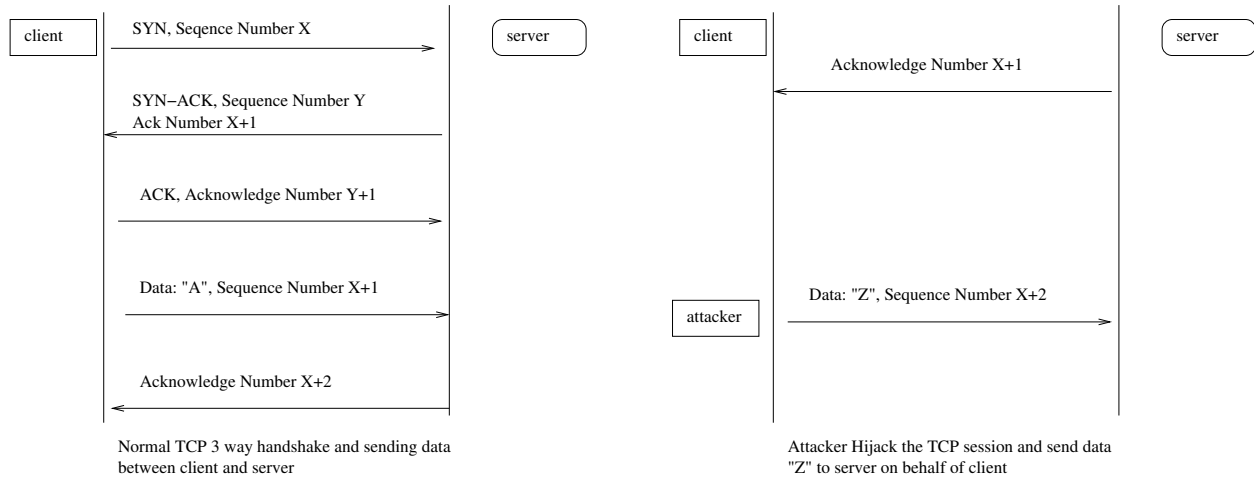 client
SYN, Seqence Number X
server
SYN−ACK, Sequence Number Y
Ack Number X+1
ACK, Acknowledge Number Y+1
Data: "A", Sequence Number X+1
Acknowledge Number X+2
Normal TCP 3 way handshake and sending data
between client and server
client
server
Acknowledge Number X+1
Data: "Z", Sequence Number X+2
attacker
Attacker Hijack the TCP session and send data
"Z" to server on behalf of client